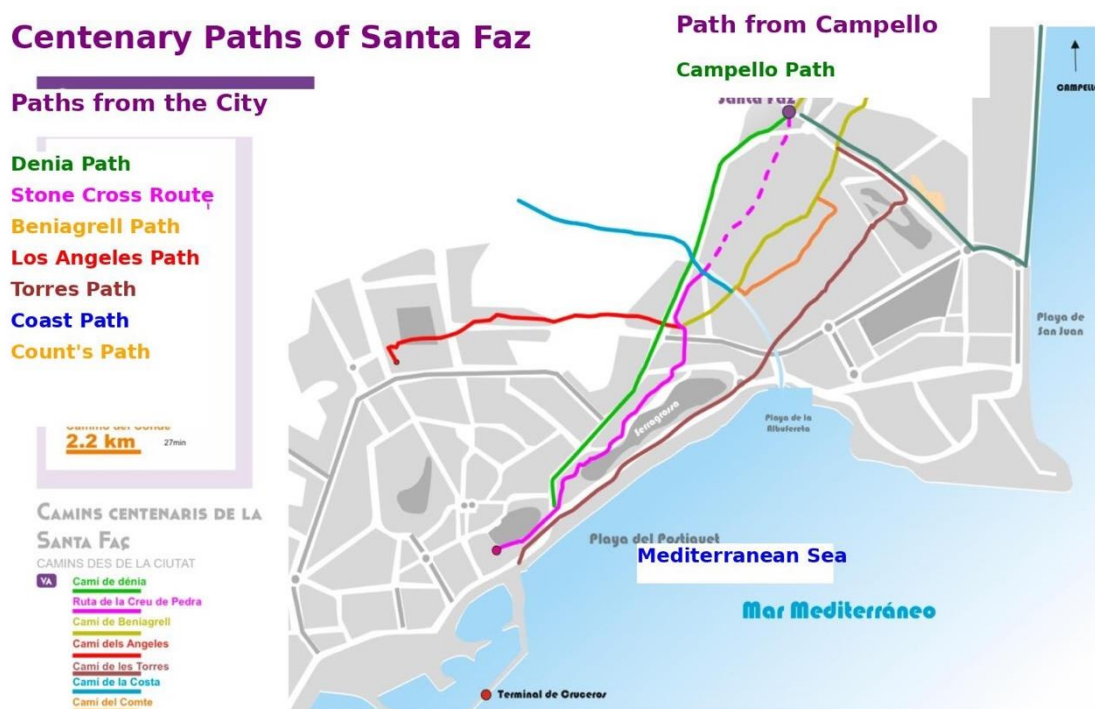 Centenary Paths of Santa Faz
Paths from the City
Denia Path
Stone Cross Route
Beniagrell Path
Los Angeles Path
Torres Path
Coast Path
Count's Path
Camino del Conde
2.2 km 27min
CAMINS CENTENARIS DE LA
SANTA FAÇ
CAMINS DES DE LA CIUTAT
VA
Camí de dénia
Ruta de la Creu de Pedra
Camí de Beniagrell
Camí dels Angeles
Camí de les Torres
Camí de la Costa
Camí del Comte
Path from Campello
Campello Path
Santa Faz
CAMPELLO
Playa de
San Juan
Serragrossa
Playa de la
Albufereta
Playa del Postiguet
Mediterranean Sea
Mar Mediterráneo
Terminal de Cruceros